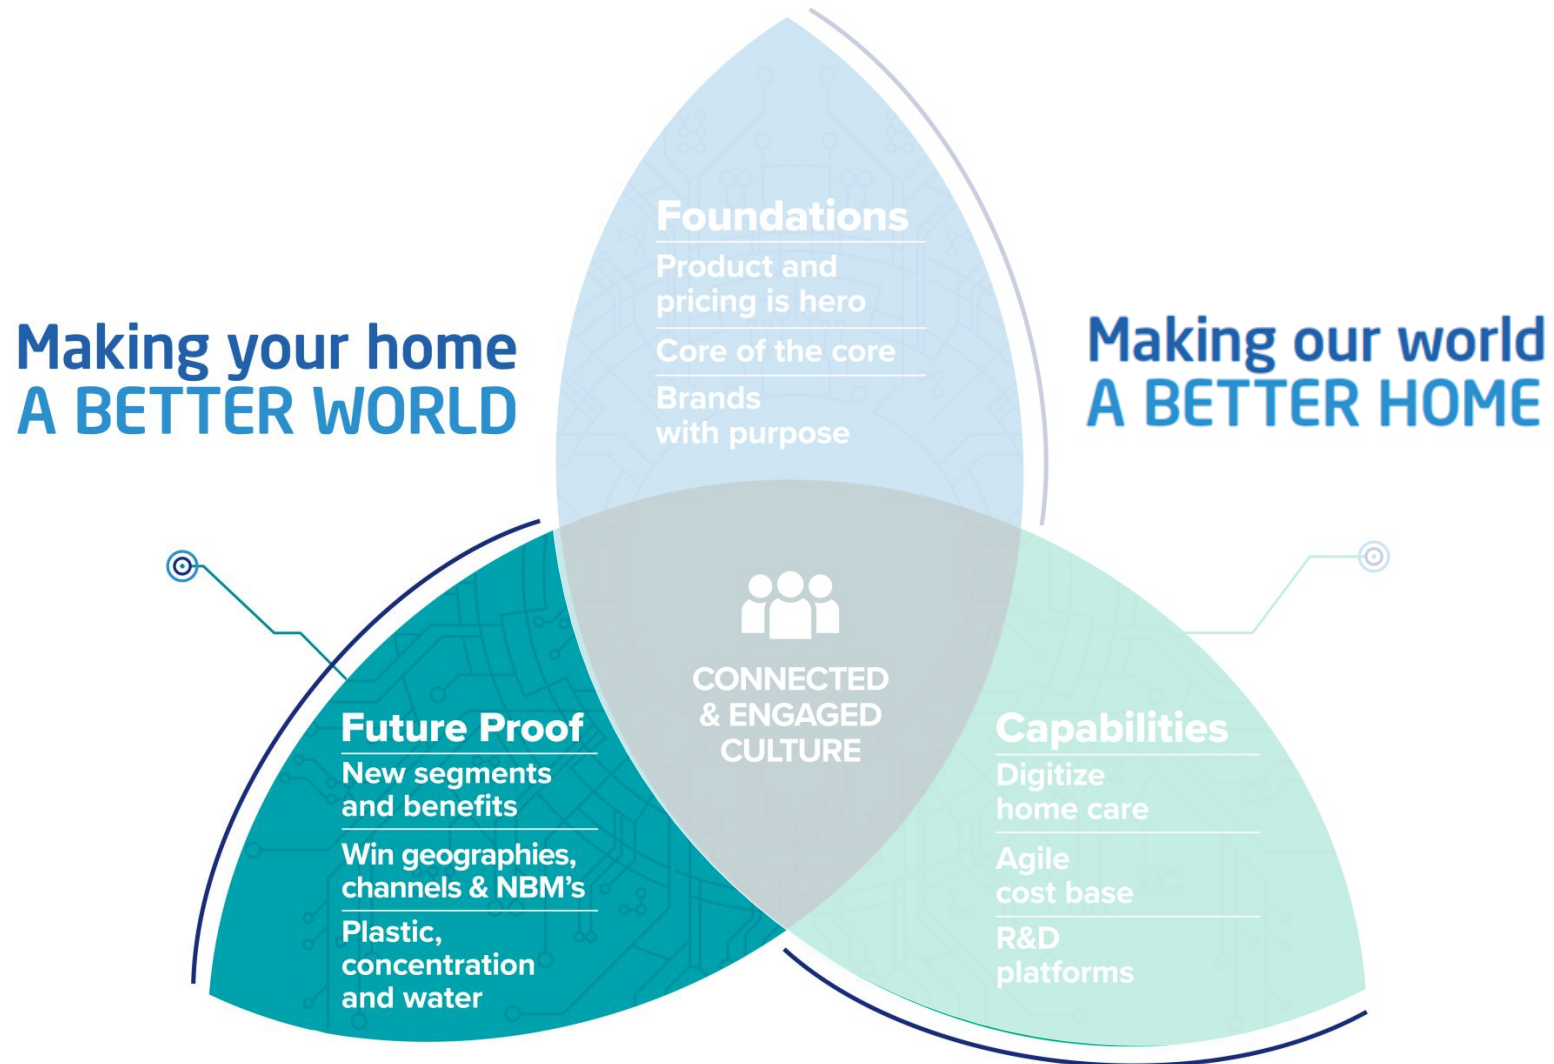 Making your home
A BETTER WORLD
Making our world
A BETTER HOME
Foundations
Product and
pricing is hero
Core of the core
Brands
with purpose
CONNECTED
& ENGAGED
CULTURE
Future Proof
New segments
and benefits
Win geographies,
channels & NBM's
Plastic,
concentration
and water
Capabilities
Digitize
home care
Agile
cost base
R&D
platforms